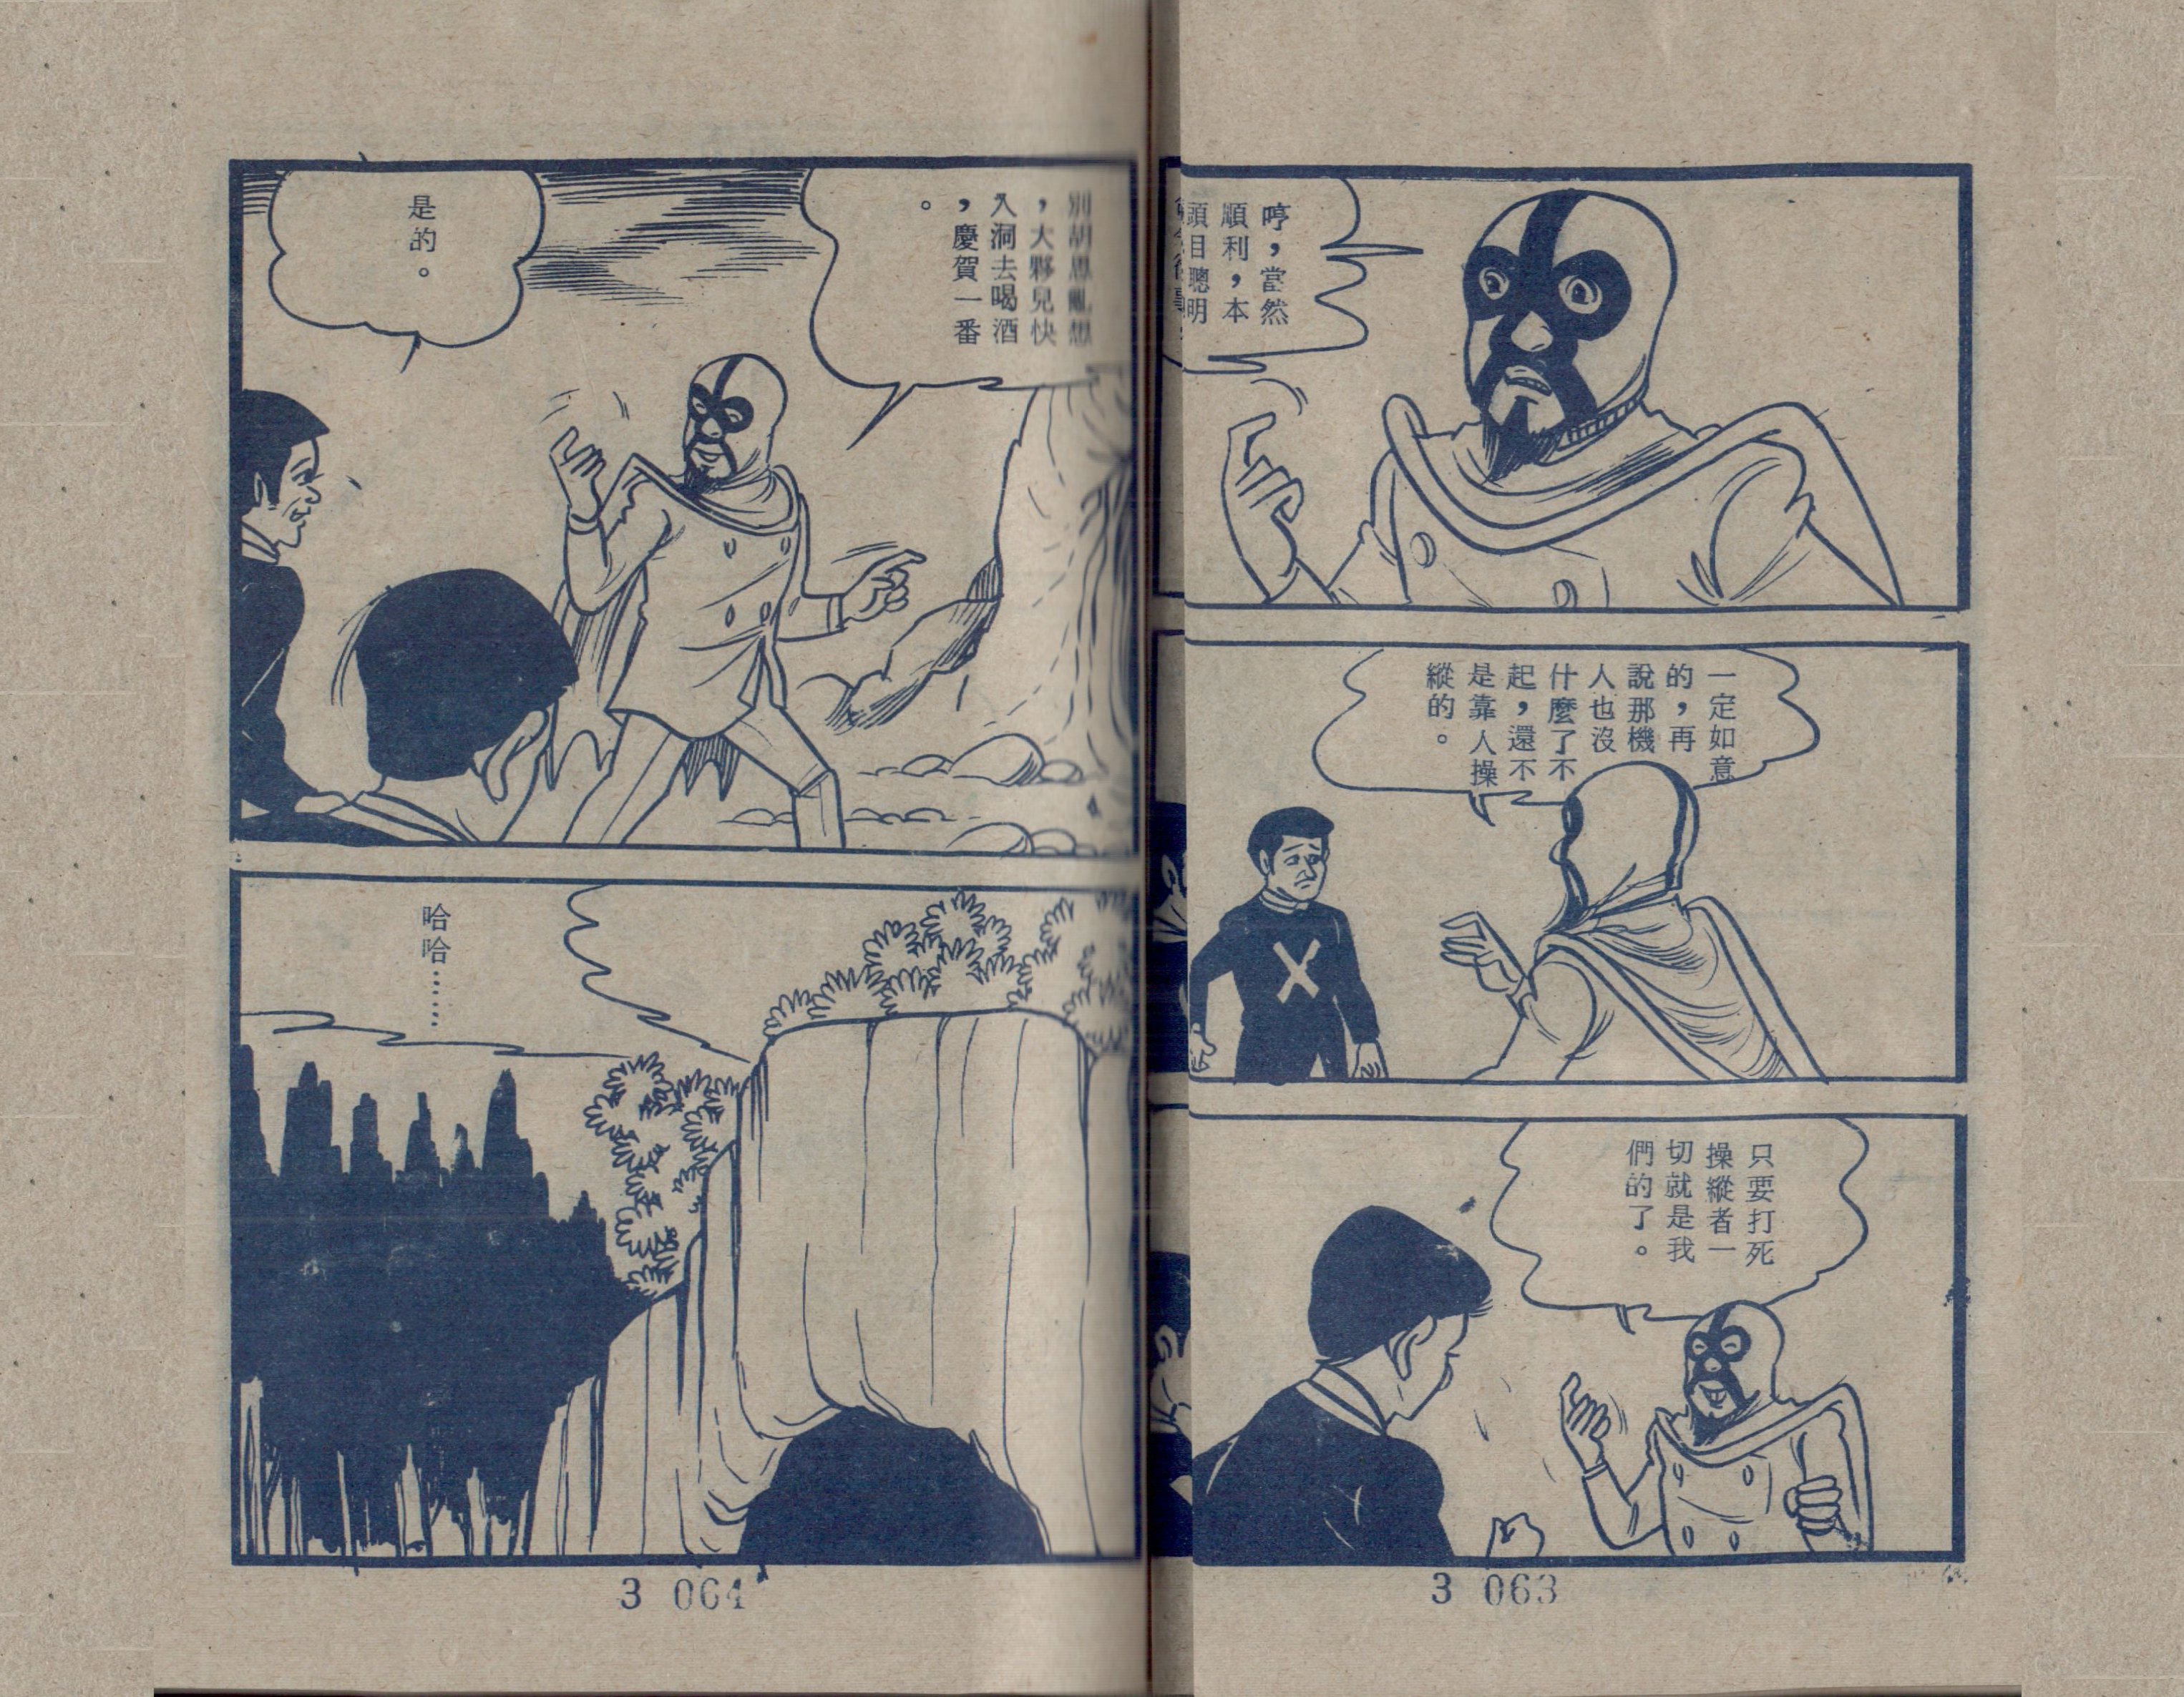 哼,當然
順利,本
頭目聰明
一定如意
的,再
說那機
人也沒
什麼了不
起,還不
是靠人操
縱的。
只要打死
操縱者一
切就是我
們的了。
3 063
別胡思亂想
,大夥兒快
入洞去喝酒
,慶賀一番
。
是的。
哈哈……
3 064